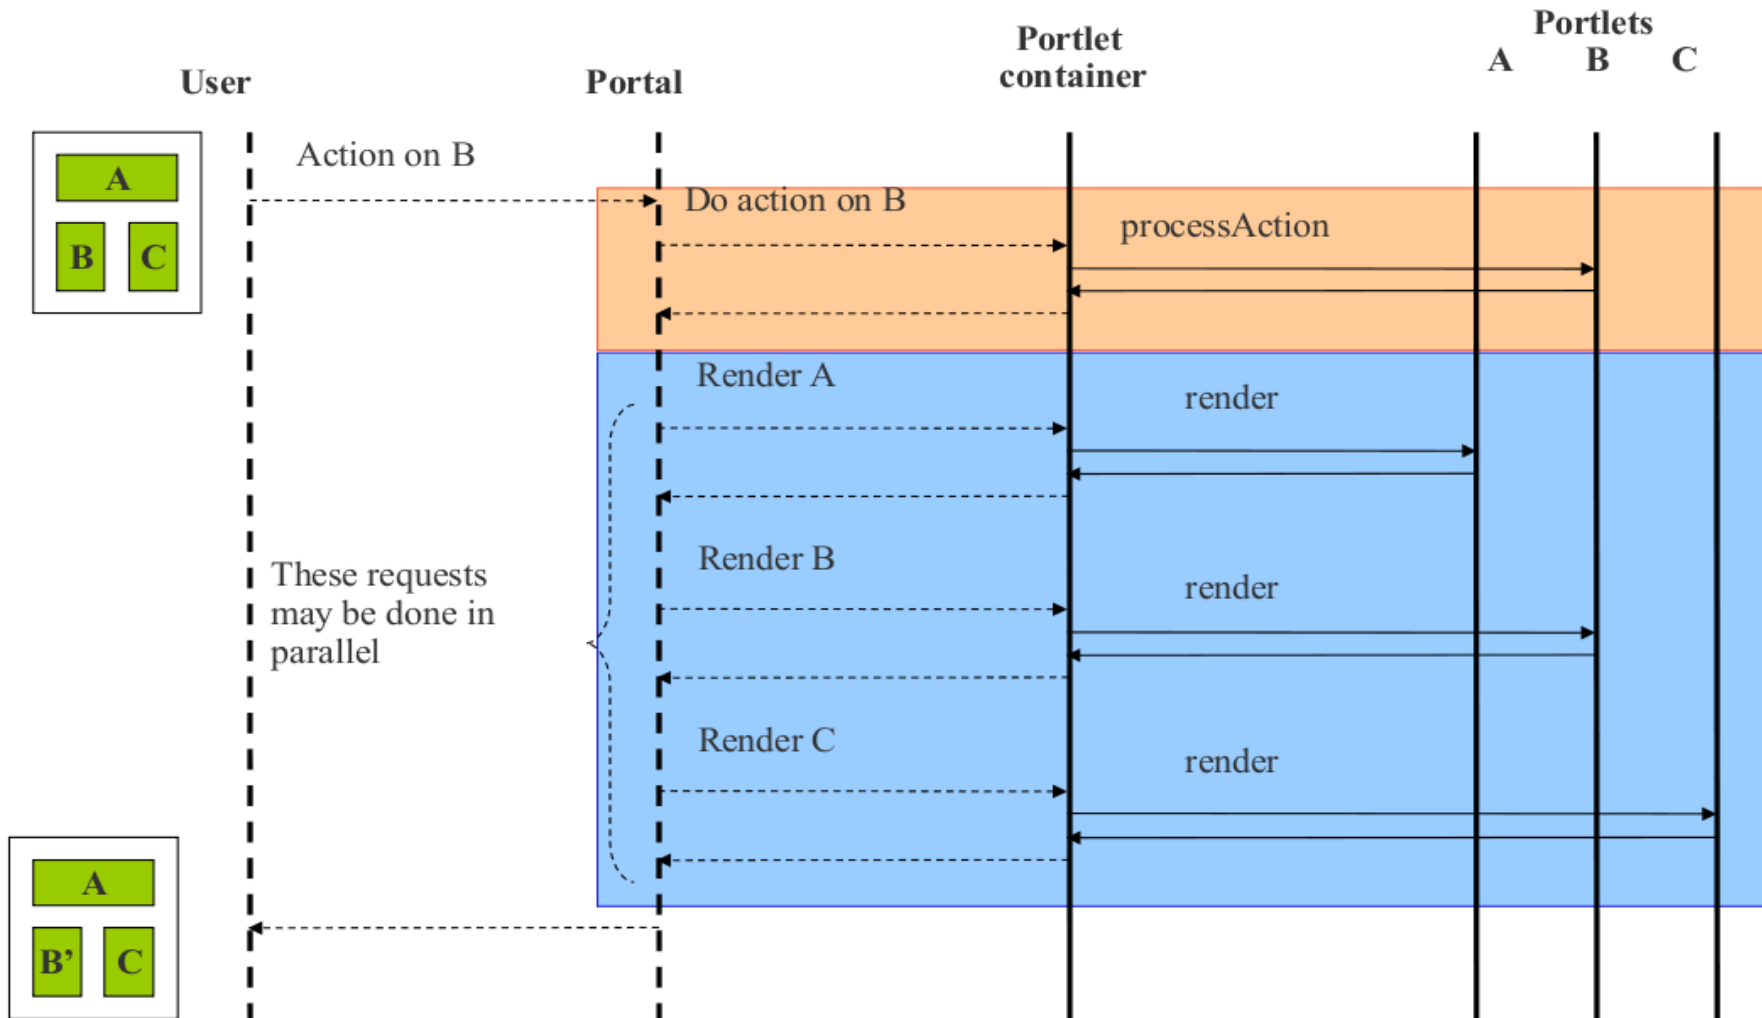 Portlets
Portlet
container
A B C
User
Portal
Action on B
A
B C
Do action on B
processAction
Render A
render
Render B
render
These requests
may be done in
parallel
Render C
render
A
B’ C